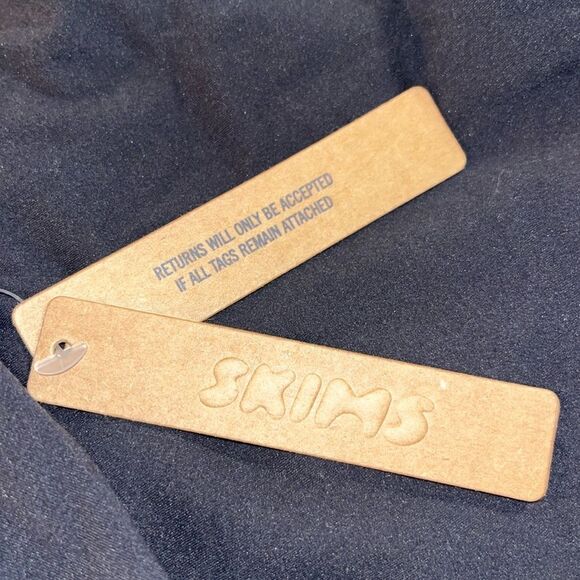 RETURNS WILL ONLY BE ACCEPTED
IF ALL TAGS REMAIN ATTACHED
SKIMS